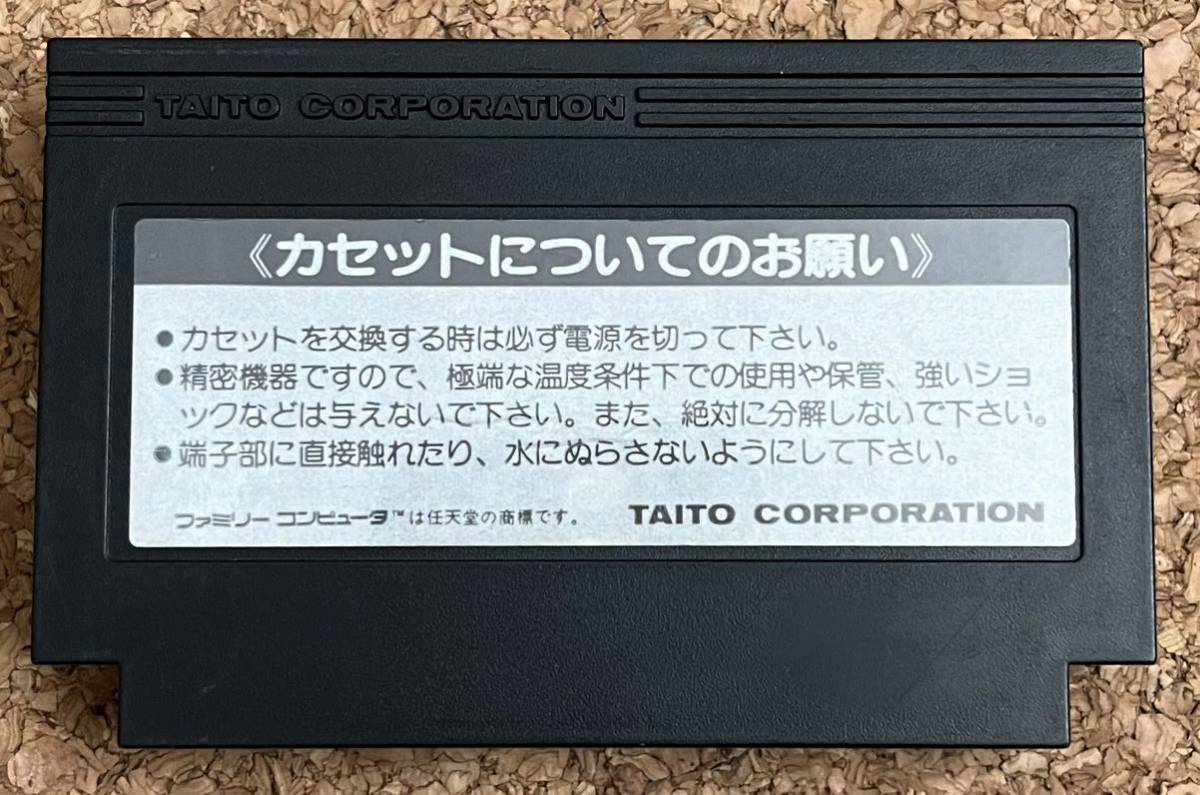 TAITO CORPORATION
《カセットについてのお願い》
●カセットを交換する時は必ず電源を切って下さい。
●精密機器ですので、極端な温度条件下での使用や保管、強いショ
ックなどは与えないで下さい。また、絶対に分解しないで下さい。
●端子部に直接触れたり、水にぬらさないようにして下さい。
ファミリーコンピュータ™は任天堂の商標です。 TAITO CORPORATION